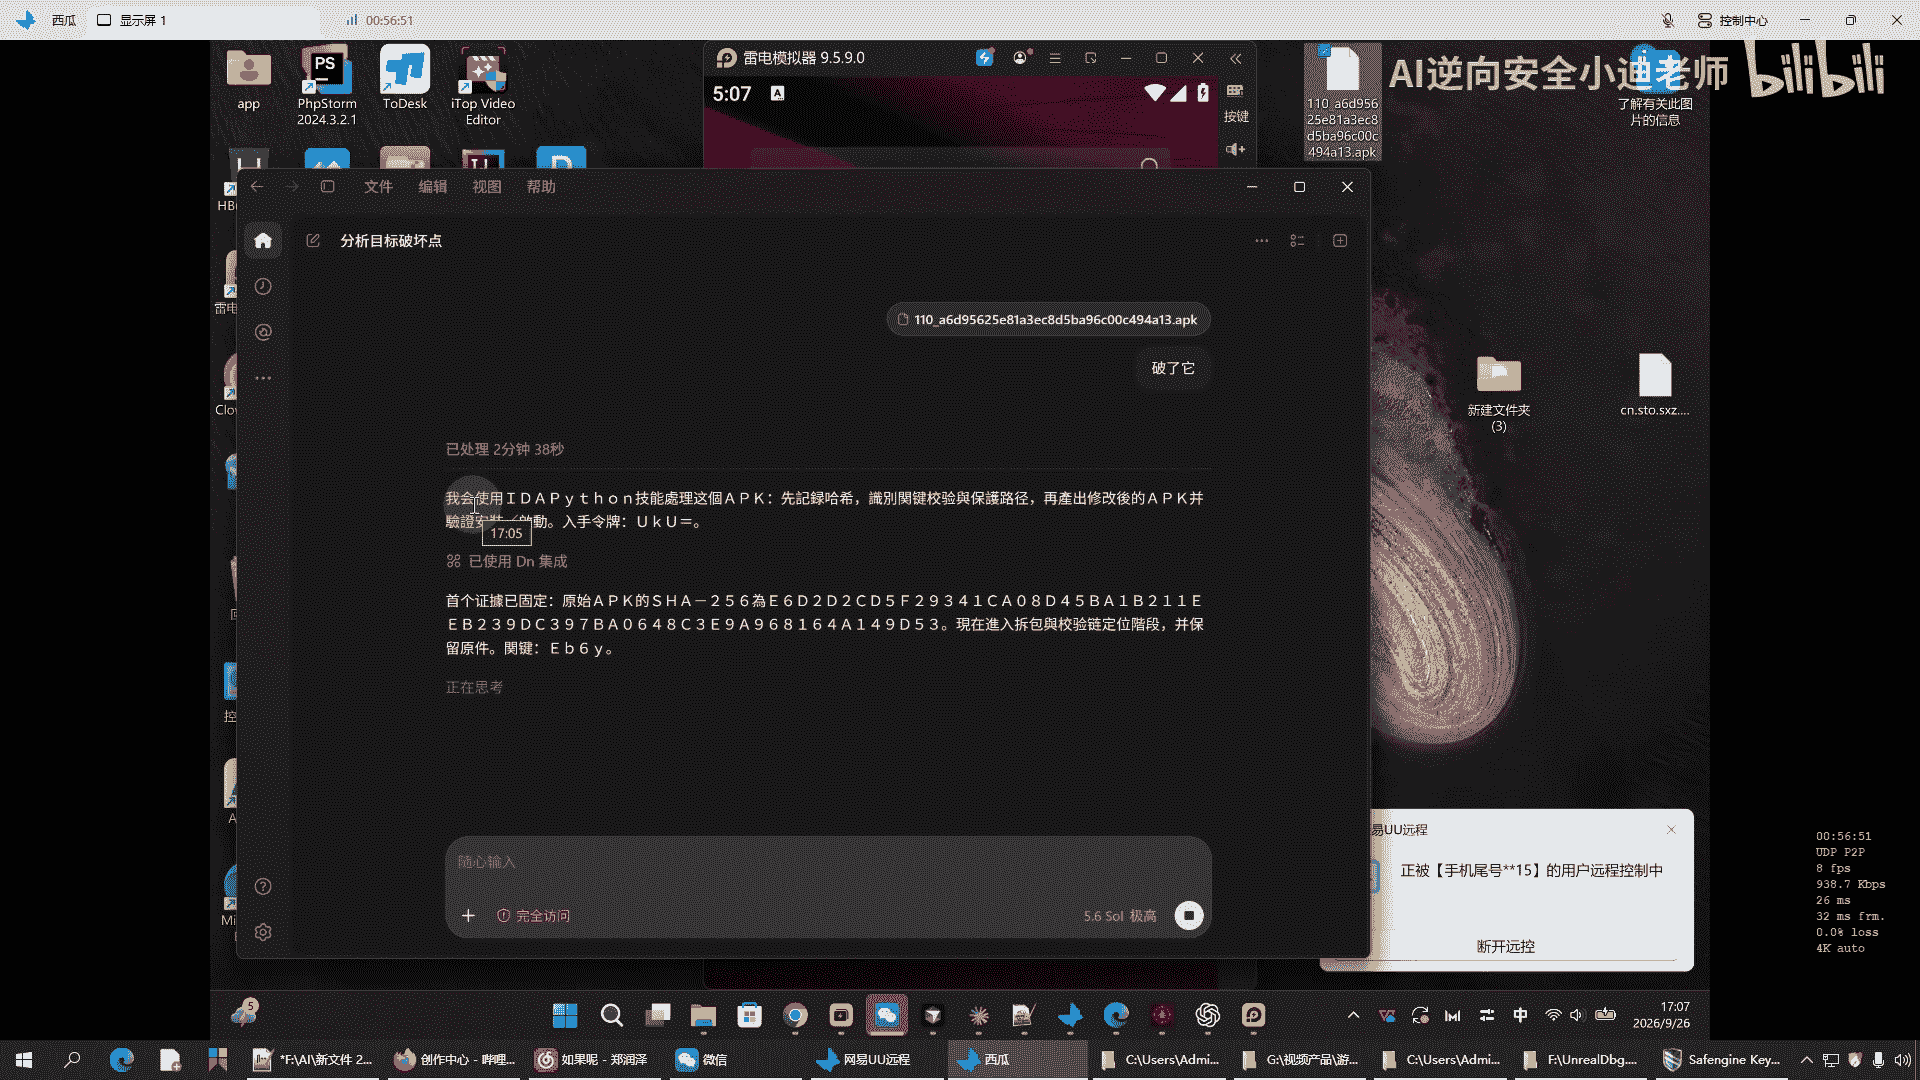 西瓜
显示屏 1
00:56:51
控制中心
app
PhpStorm
2024.3.2.1
ToDesk
iTop Video
Editor
雷电模拟器 9.5.9.0
5:07
按键
110_a6d956
25e81a3ec8
d5ba96c00c
494a13.apk
AI逆向安全小迪老师
bilibili
了解有关此图
片的信息
文件
编辑
视图
帮助
分析目标破坏点
110_a6d95625e81a3ec8d5ba96c00c494a13.apk
破了它
已处理 2分钟 38秒
我会使用ＩＤＡＰｙｔｈｏｎ技能處理这個ＡＰＫ：先記録哈希，識別関键校验與保護路径，再產出修改後的ＡＰＫ并
驗證安裝／啟動。入手令牌：ＵｋＵ＝。
17:05
已使用 Dn 集成
首个证據已固定：原始ＡＰＫ的ＳＨＡ－２５６為Ｅ６Ｄ２Ｄ２ＣＤ５Ｆ２９３４１ＣＡ０８Ｄ４５ＢＡ１Ｂ２１１Ｅ
ＥＢ２３９ＤＣ３９７ＢＡ０６４８Ｃ３Ｅ９Ａ９６８１６４Ａ１４９Ｄ５３。現在進入拆包與校验链定位階段，并保
留原件。関键：Ｅｂ６ｙ。
正在思考
随心输入
完全访问
5.6 Sol 极高
新建文件夹
(3)
cn.sto.sxz....
易UU远程
正被【手机尾号**15】的用户远程控制中
断开远控
00:56:51
UDP P2P
8 fps
938.7 Kbps
26 ms
32 ms frm.
0.0% loss
4K auto
5
中
17:07
2026/9/26
*F:\AI\新文件 2...
创作中心 - 哔哩...
如果呢 - 郑润泽
微信
网易UU远程
西瓜
C:\Users\Admi...
G:\视频产品\游...
C:\Users\Admi...
F:\UnrealDbg....
Safengine Key...